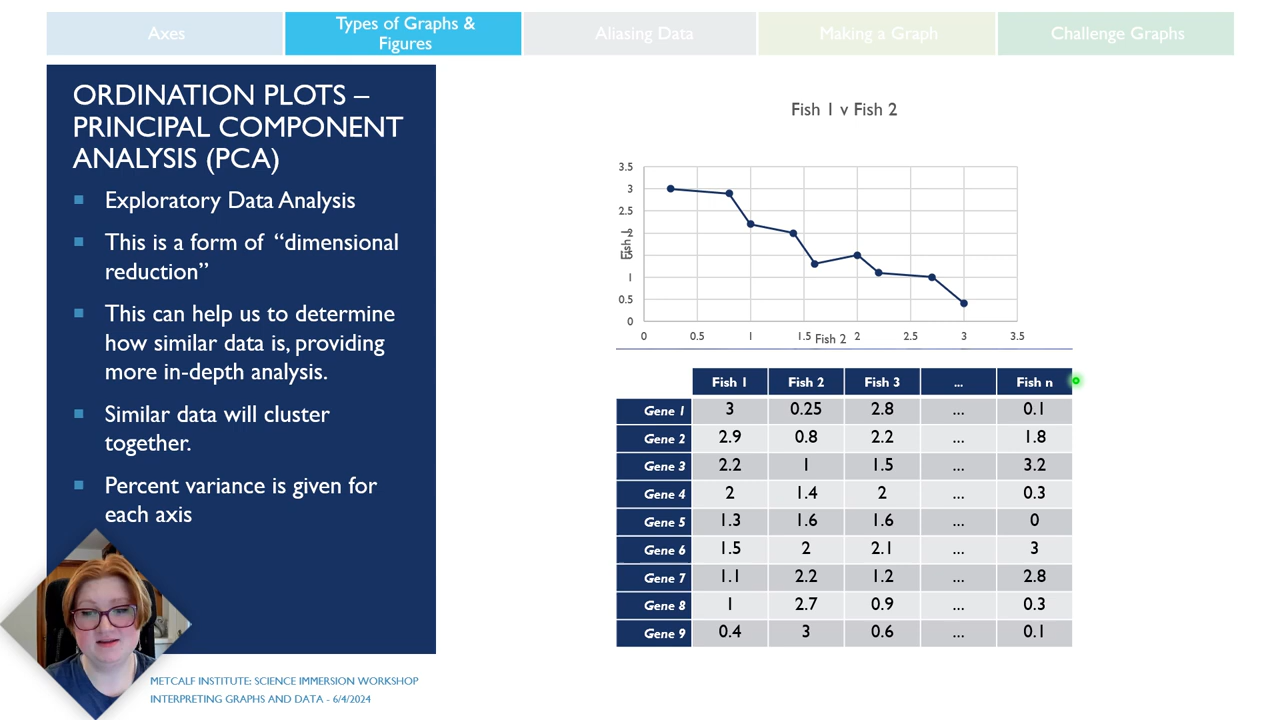 Axes
Types of Graphs &
Figures
Aliasing Data
Making a Graph
Challenge Graphs
ORDINATION PLOTS –
PRINCIPAL COMPONENT
ANALYSIS (PCA)
Exploratory Data Analysis
This is a form of “dimensional
reduction”
This can help us to determine
how similar data is, providing
more in-depth analysis.
Similar data will cluster
together.
Percent variance is given for
each axis
METCALF INSTITUTE: SCIENCE IMMERSION WORKSHOP
INTERPRETING GRAPHS AND DATA - 6/4/2024
Fish 1 v Fish 2
3.5
3
2.5
2
1.5
1
0.5
0
Fish 1
0 0.5 1 1.5 2 2.5 3 3.5
Fish 2
Fish 1 Fish 2 Fish 3 ... Fish n
Gene 1 3 0.25 2.8 ... 0.1
Gene 2 2.9 0.8 2.2 ... 1.8
Gene 3 2.2 1 1.5 ... 3.2
Gene 4 2 1.4 2 ... 0.3
Gene 5 1.3 1.6 1.6 ... 0
Gene 6 1.5 2 2.1 ... 3
Gene 7 1.1 2.2 1.2 ... 2.8
Gene 8 1 2.7 0.9 ... 0.3
Gene 9 0.4 3 0.6 ... 0.1